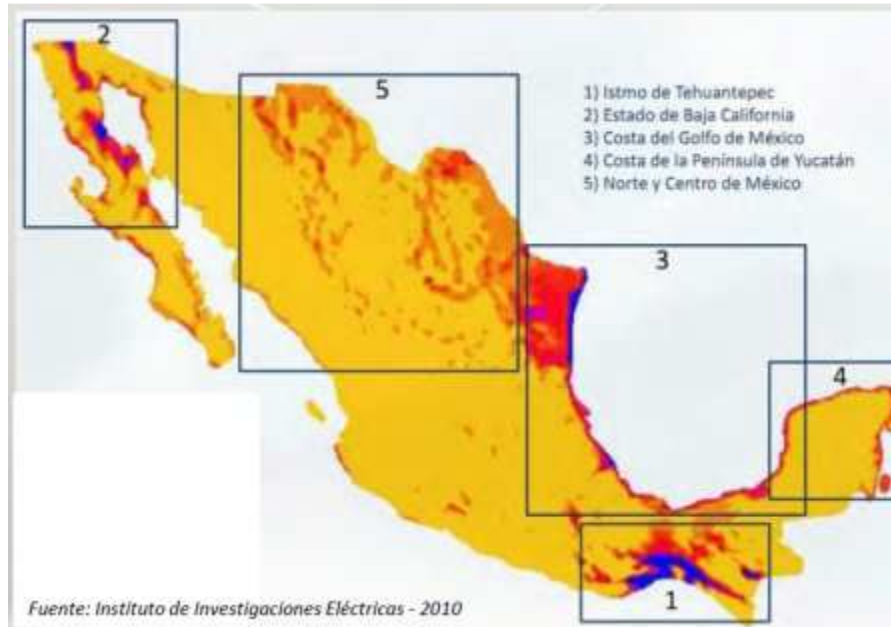 2
5
1) Istmo de Tehuantepec
2) Estado de Baja California
3) Costa del Golfo de México
4) Costa de la Península de Yucatán
5) Norte y Centro de México
3
4
1
Fuente: Instituto de Investigaciones Eléctricas - 2010